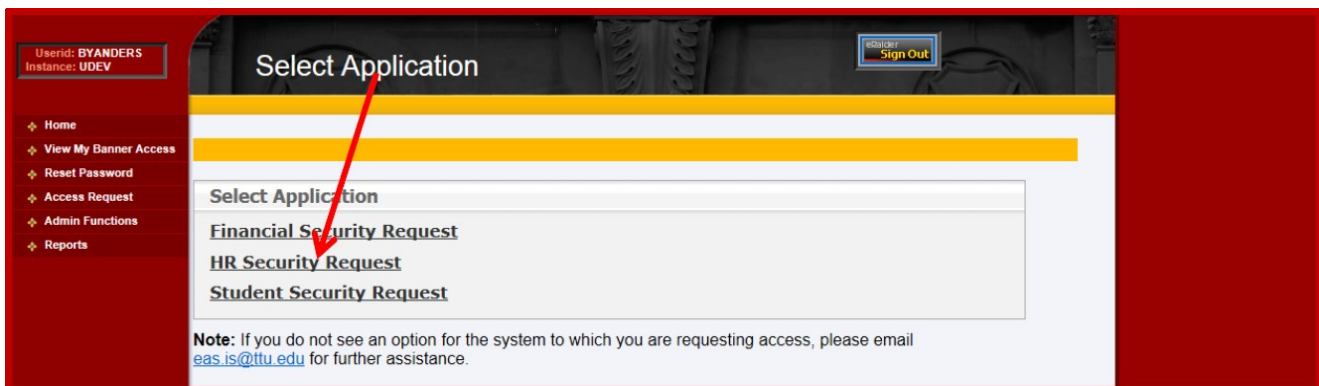 Userid: BYANDERS
Instance: UDEV
Select Application
eRaider
Sign Out
Home
View My Banner Access
Reset Password
Access Request
Admin Functions
Reports
Select Application
Financial Security Request
HR Security Request
Student Security Request
Note: If you do not see an option for the system to which you are requesting access, please email
eas.is@ttu.edu for further assistance.